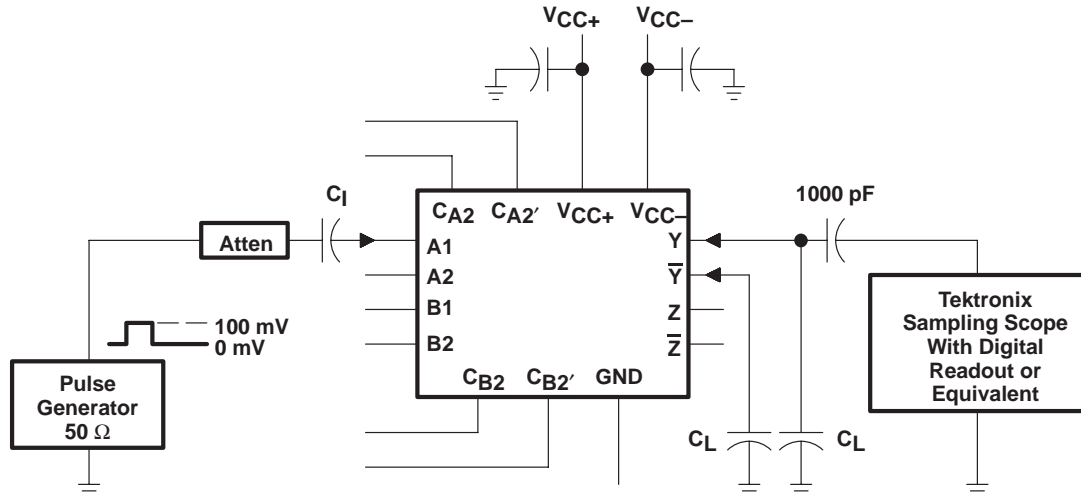 VCC+ VCC–
CI
1000 pF
CA2 CA2′ VCC+ VCC–
Atten
A1
A2
B1
B2
Y
Y̅
Z
Z̅
CB2 CB2′ GND
100 mV
0 mV
Pulse
Generator
50 Ω
CL CL
Tektronix
Sampling Scope
With Digital
Readout or
Equivalent